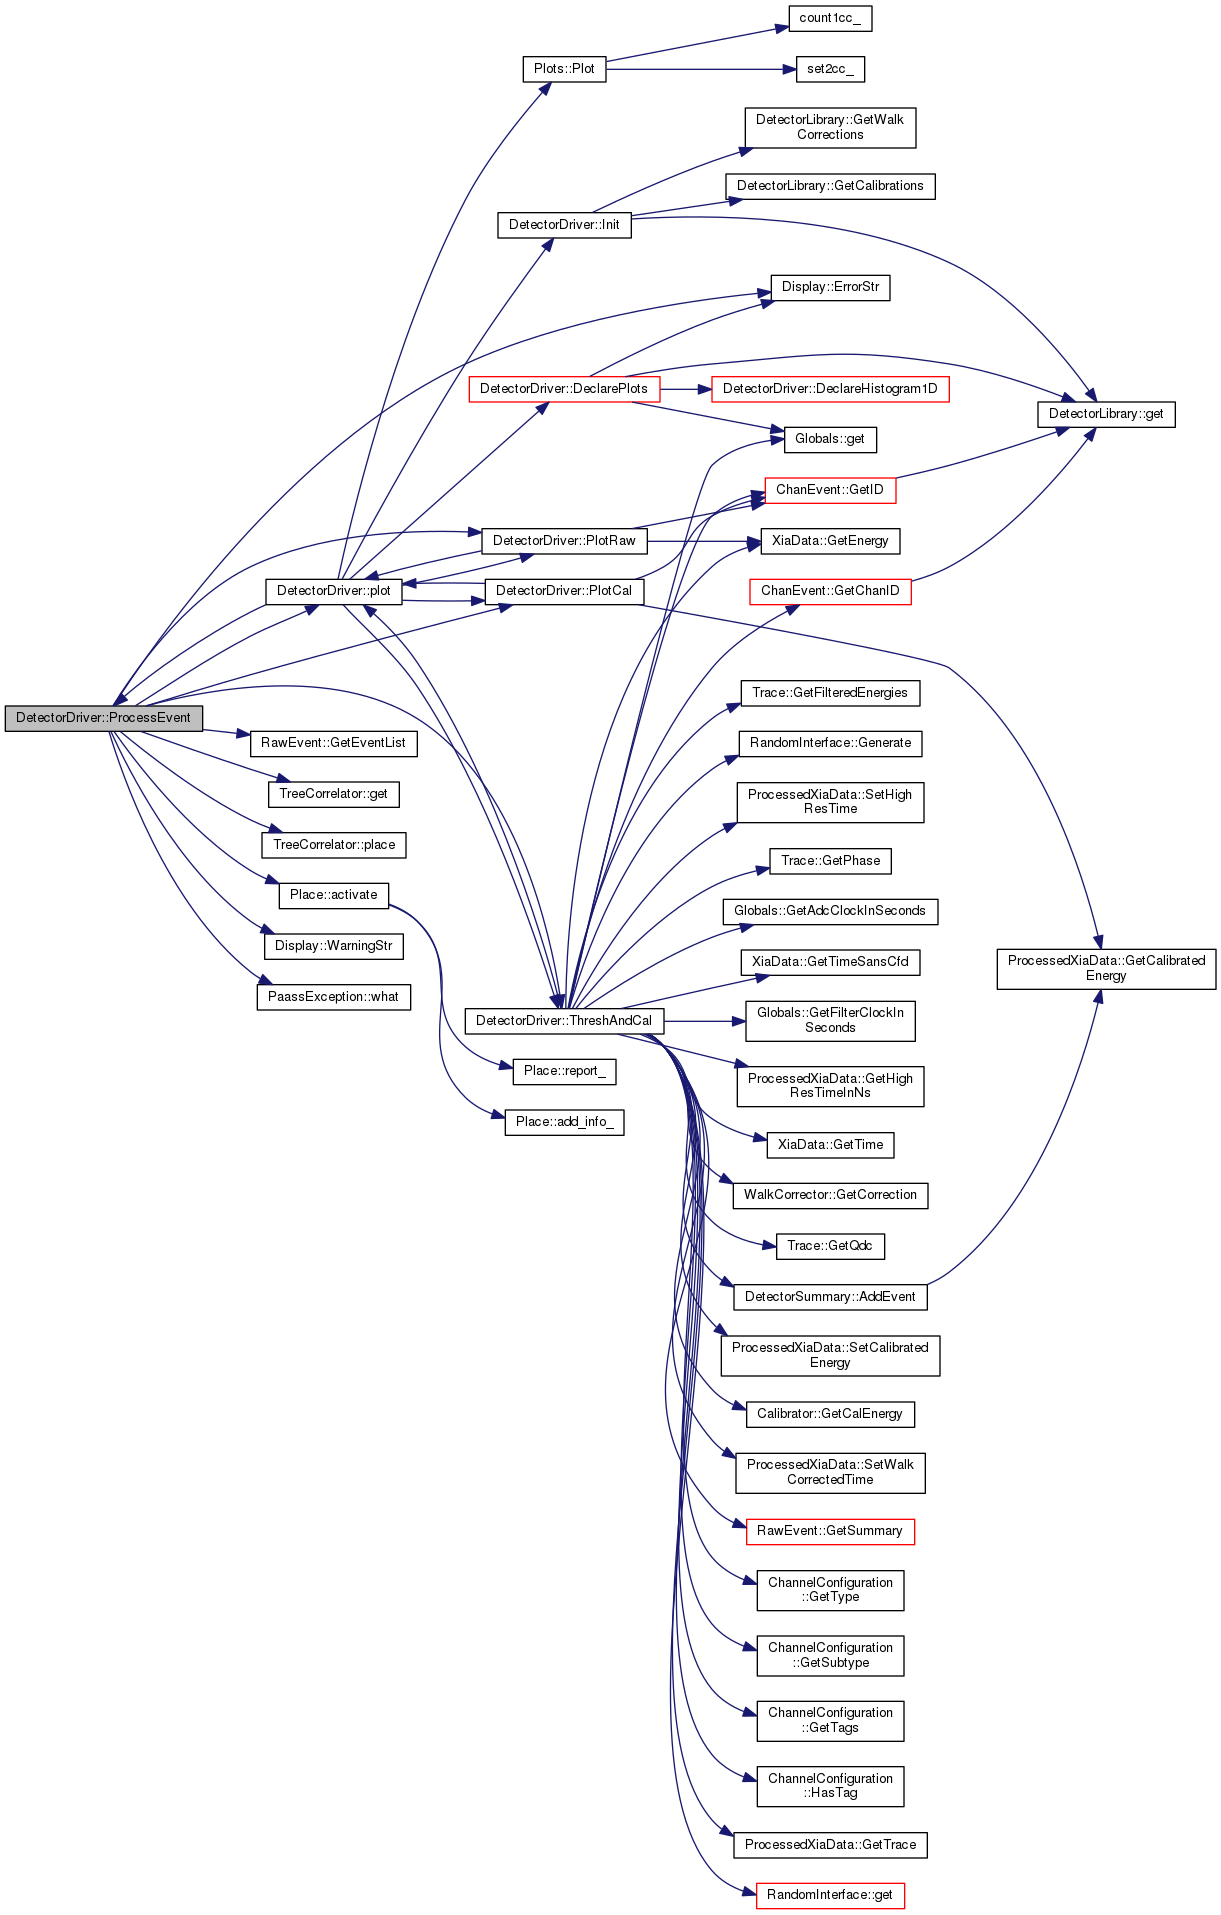 count1cc_
Plots::Plot
set2cc_
DetectorLibrary::GetWalk
Corrections
DetectorLibrary::GetCalibrations
DetectorDriver::Init
Display::ErrorStr
DetectorDriver::DeclarePlots
DetectorDriver::DeclareHistogram1D
DetectorLibrary::get
Globals::get
ChanEvent::GetID
DetectorDriver::PlotRaw
XiaData::GetEnergy
DetectorDriver::plot
DetectorDriver::PlotCal
ChanEvent::GetChanID
Trace::GetFilteredEnergies
DetectorDriver::ProcessEvent
RawEvent::GetEventList
RandomInterface::Generate
TreeCorrelator::get
ProcessedXiaData::SetHigh
ResTime
TreeCorrelator::place
Trace::GetPhase
Place::activate
Globals::GetAdcClockInSeconds
Display::WarningStr
XiaData::GetTimeSansCfd
ProcessedXiaData::GetCalibrated
Energy
PaassException::what
DetectorDriver::ThreshAndCal
Globals::GetFilterClockIn
Seconds
Place::report_
ProcessedXiaData::GetHigh
ResTimeInNs
Place::add_info_
XiaData::GetTime
WalkCorrector::GetCorrection
Trace::GetQdc
DetectorSummary::AddEvent
ProcessedXiaData::SetCalibrated
Energy
Calibrator::GetCalEnergy
ProcessedXiaData::SetWalk
CorrectedTime
RawEvent::GetSummary
ChannelConfiguration
::GetType
ChannelConfiguration
::GetSubtype
ChannelConfiguration
::GetTags
ChannelConfiguration
::HasTag
ProcessedXiaData::GetTrace
RandomInterface::get